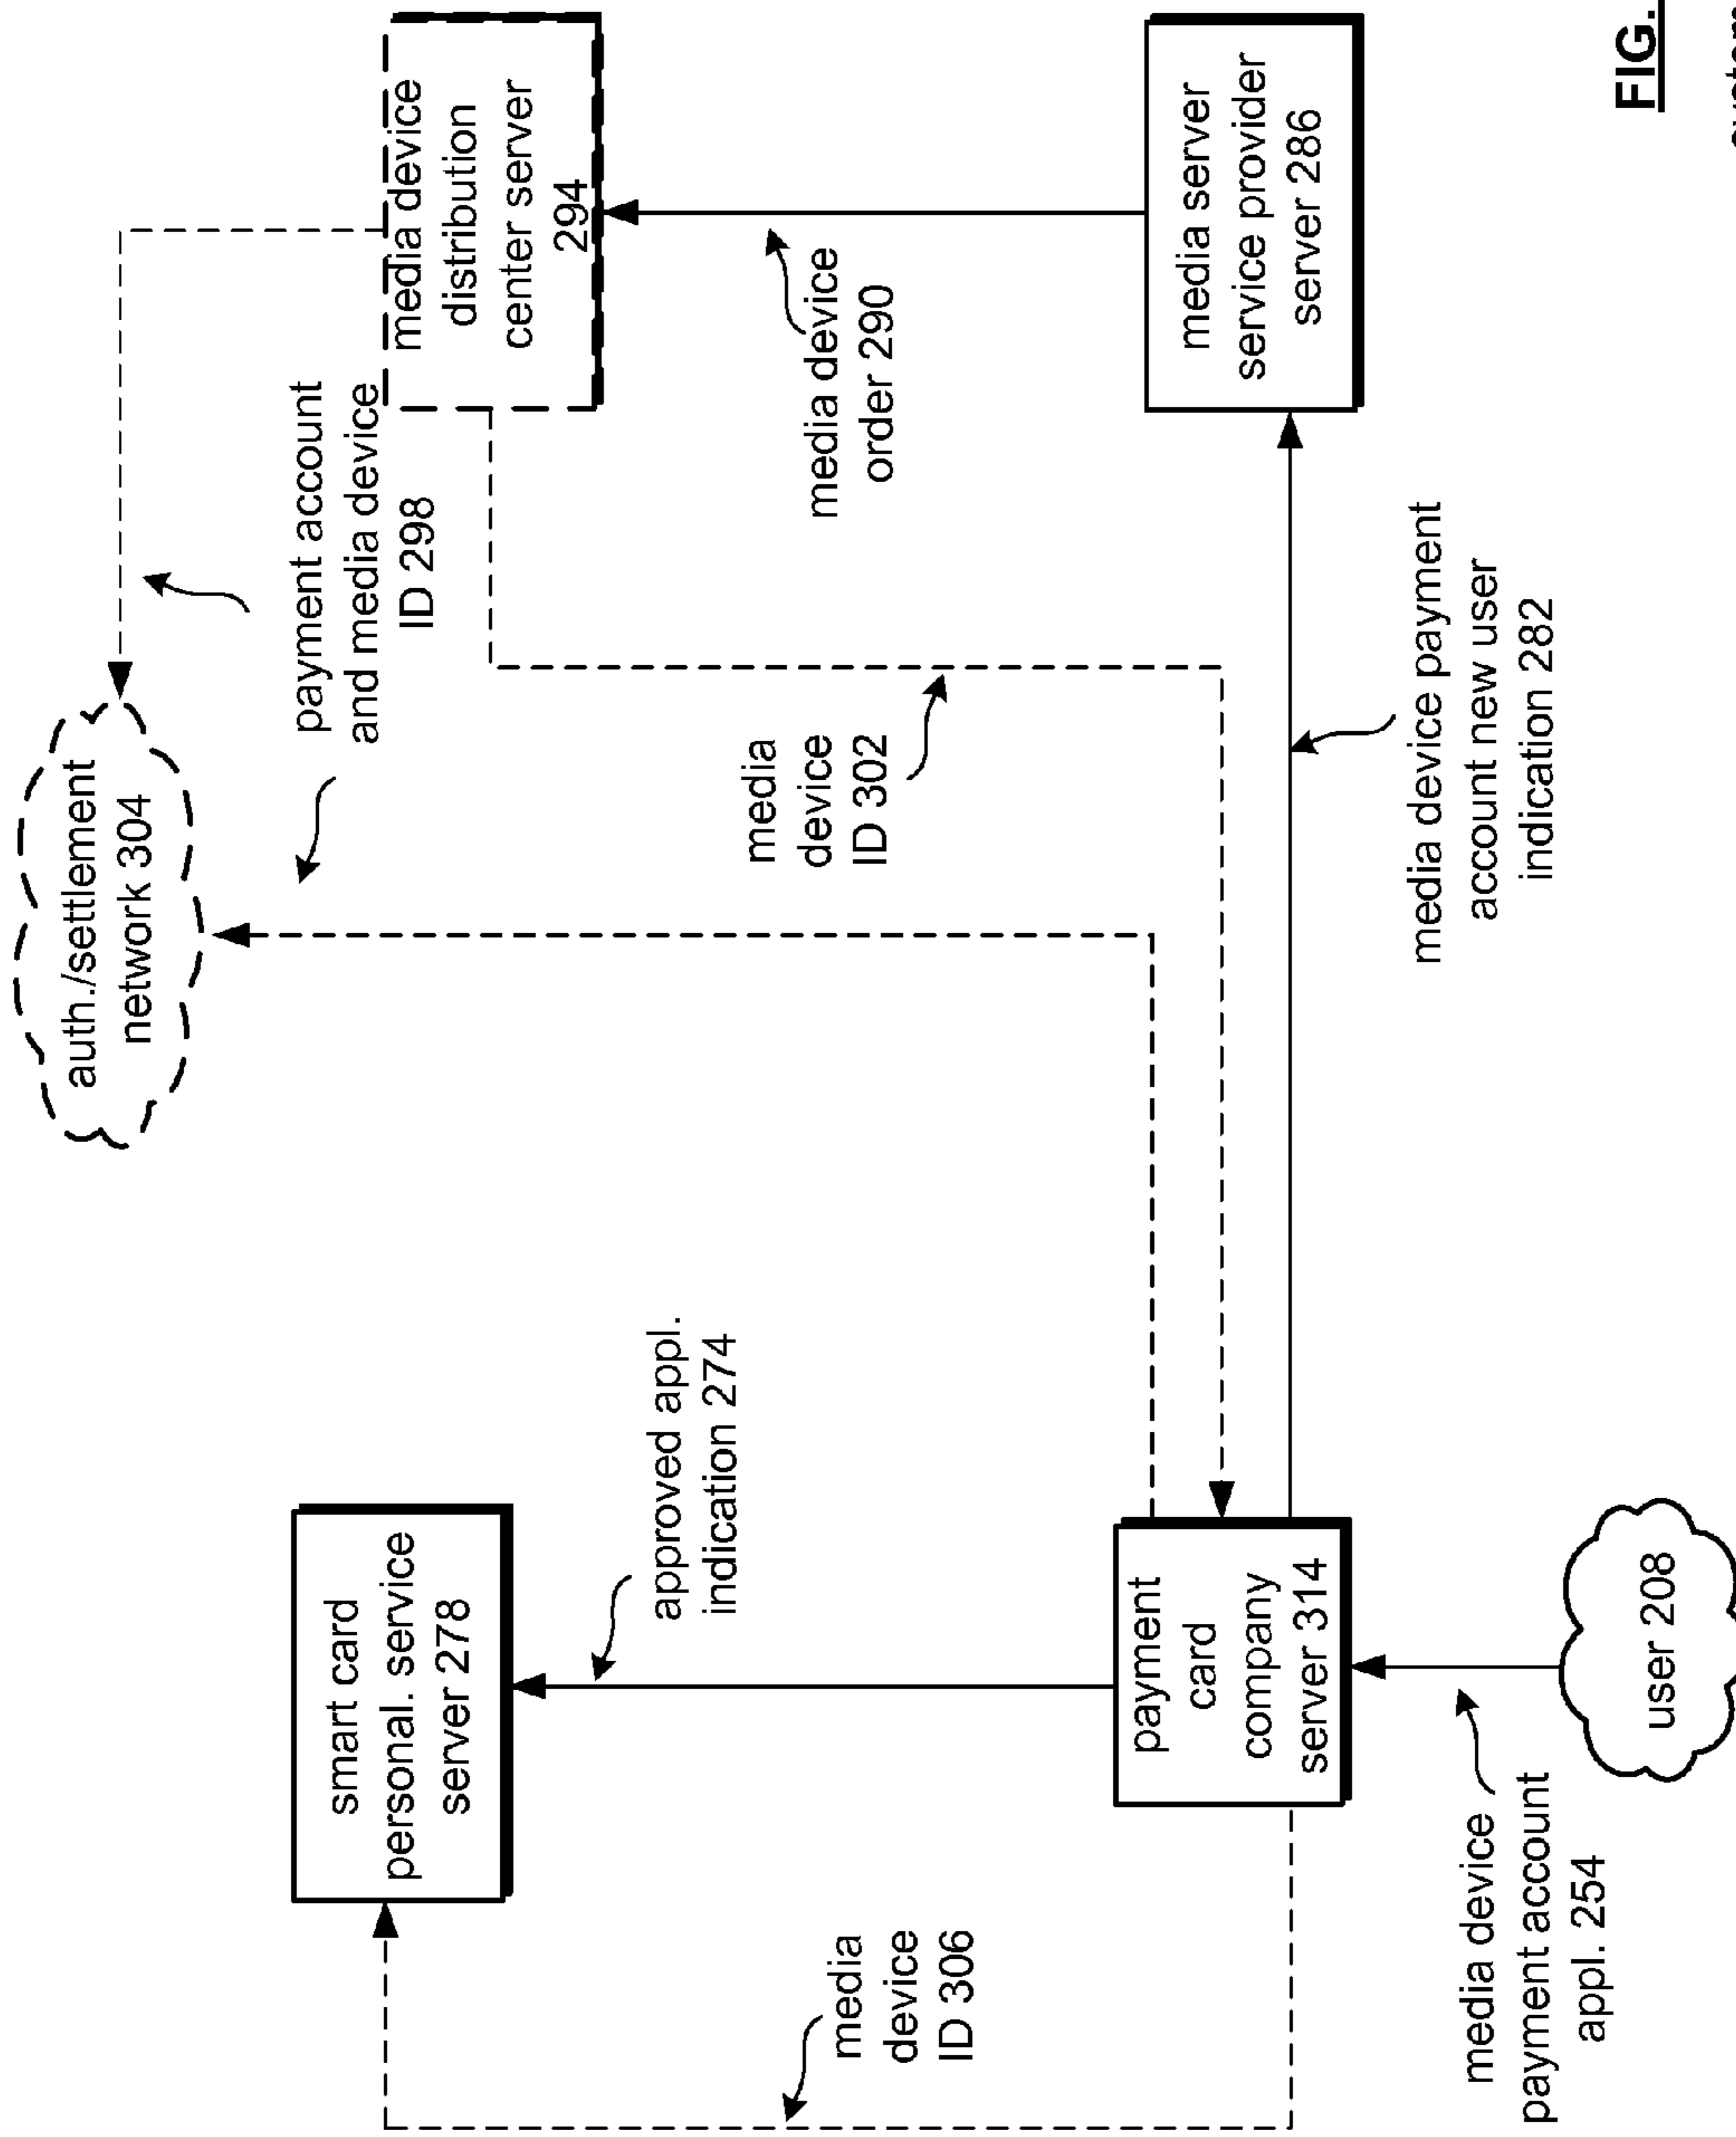 auth./settlement
network 304
smart card
personal. service
server 278
payment account
and media device
ID 298
media device
distribution
center server
294
approved appl.
indication 274
media
device
ID 302
media device
order 290
media
device
ID 306
payment
card
company
server 314
media server
service provider
server 286
media device payment
account new user
indication 282
media device
payment account
appl. 254
user 208
FIG.